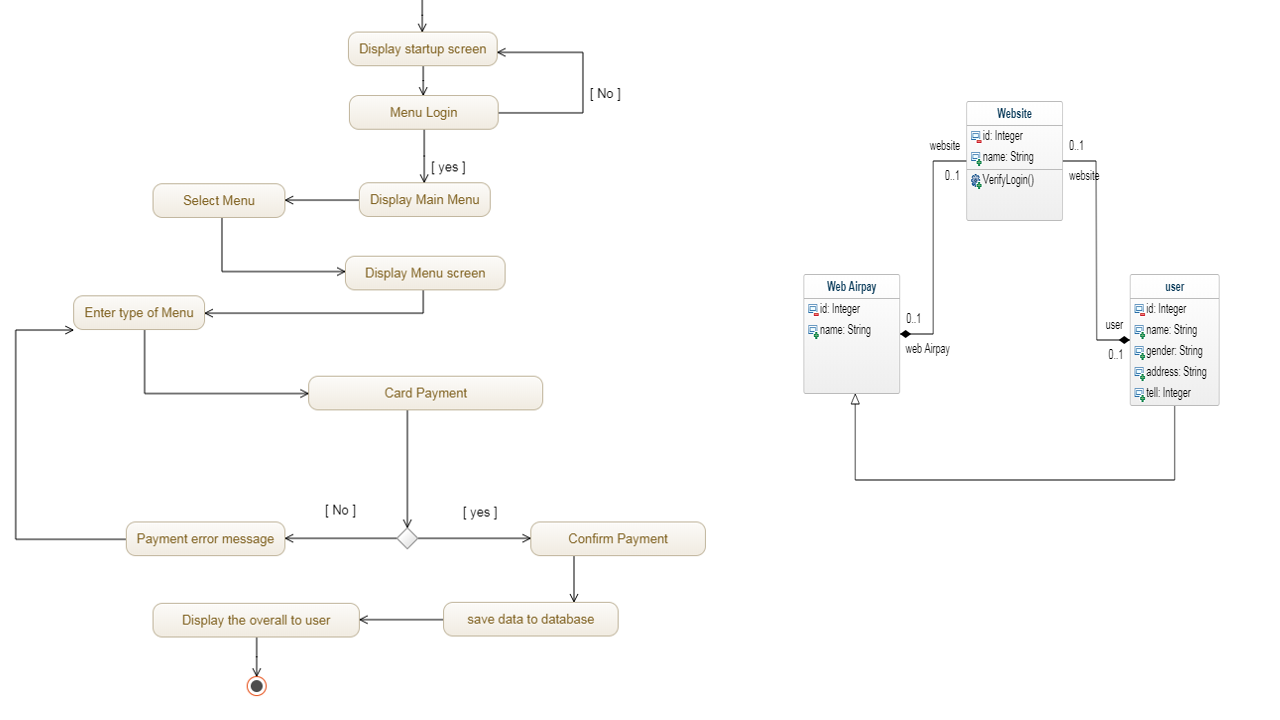 Display startup screen
[ No ]
Menu Login
[ yes ]
Select Menu
Display Main Menu
Display Menu screen
Enter type of Menu
Card Payment
[ No ]
[ yes ]
Payment error message
Confirm Payment
Display the overall to user
save data to database
Website
id: Integer
name: String
VerifyLogin()
website
0..1
0..1
website
Web Airpay
id: Integer
name: String
0..1
web Airpay
user
0..1
user
id: Integer
name: String
gender: String
address: String
tell: Integer